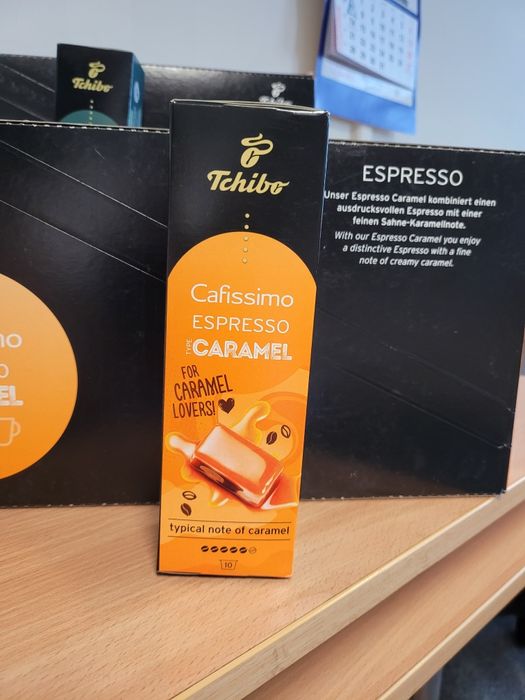 Tchibo
Tchibo
Cafissimo
ESPRESSO
TYPE CARAMEL
FOR
CARAMEL
LOVERS!
typical note of caramel
10
ESPRESSO
Unser Espresso Caramel kombiniert einen
ausdrucksvollen Espresso mit einer
feinen Sahne-Karamellnote.
With our Espresso Caramel you enjoy
a distinctive Espresso with a fine
note of creamy caramel.